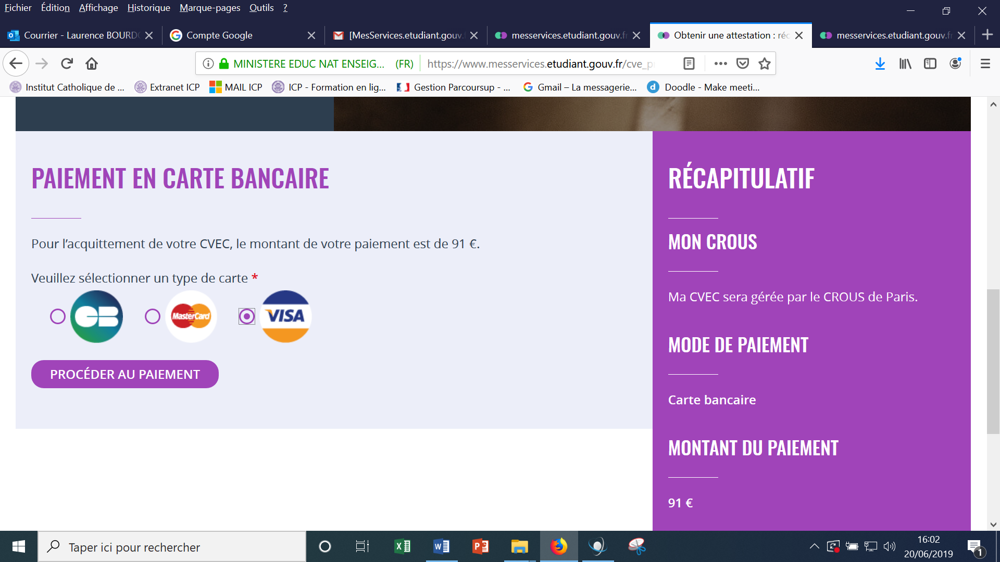 Fichier Édition Affichage Historique Marque-pages Outils ?
Courrier - Laurence BOURD
Compte Google
[MesServices.etudiant.gouv.
messervices.etudiant.gouv.fr
Obtenir une attestation : réc
messervices.etudiant.gouv.fr
MINISTERE EDUC NAT ENSEIG... (FR) https://www.messervices.etudiant.gouv.fr/cve_p
Institut Catholique de ... Extranet ICP MAIL ICP ICP - Formation en lig... Gestion Parcoursup - ... Gmail – La messagerie... d Doodle - Make meeti...
PAIEMENT EN CARTE BANCAIRE
Pour l’acquittement de votre CVEC, le montant de votre paiement est de 91 €.
Veuillez sélectionner un type de carte *
CB MasterCard VISA
PROCÉDER AU PAIEMENT
RÉCAPITULATIF
MON CROUS
Ma CVEC sera gérée par le CROUS de Paris.
MODE DE PAIEMENT
Carte bancaire
MONTANT DU PAIEMENT
91 €
Taper ici pour rechercher
16:02
20/06/2019
1